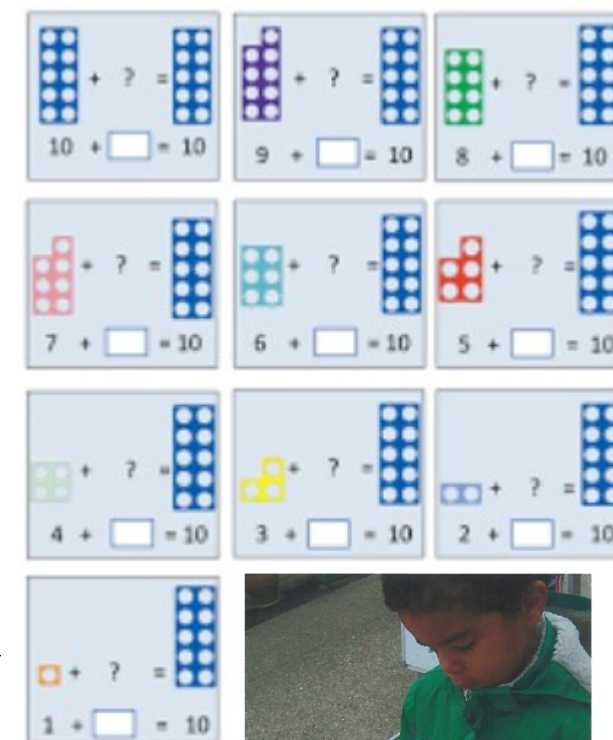 + ? =
10 + = 10
+ ? =
9 + = 10
+ ? =
8 + = 10
+ ? =
7 + = 10
+ ? =
6 + = 10
+ ? =
5 + = 10
+ ? =
4 + = 10
+ ? =
3 + = 10
+ ? =
2 + = 10
+ ? =
1 + = 10